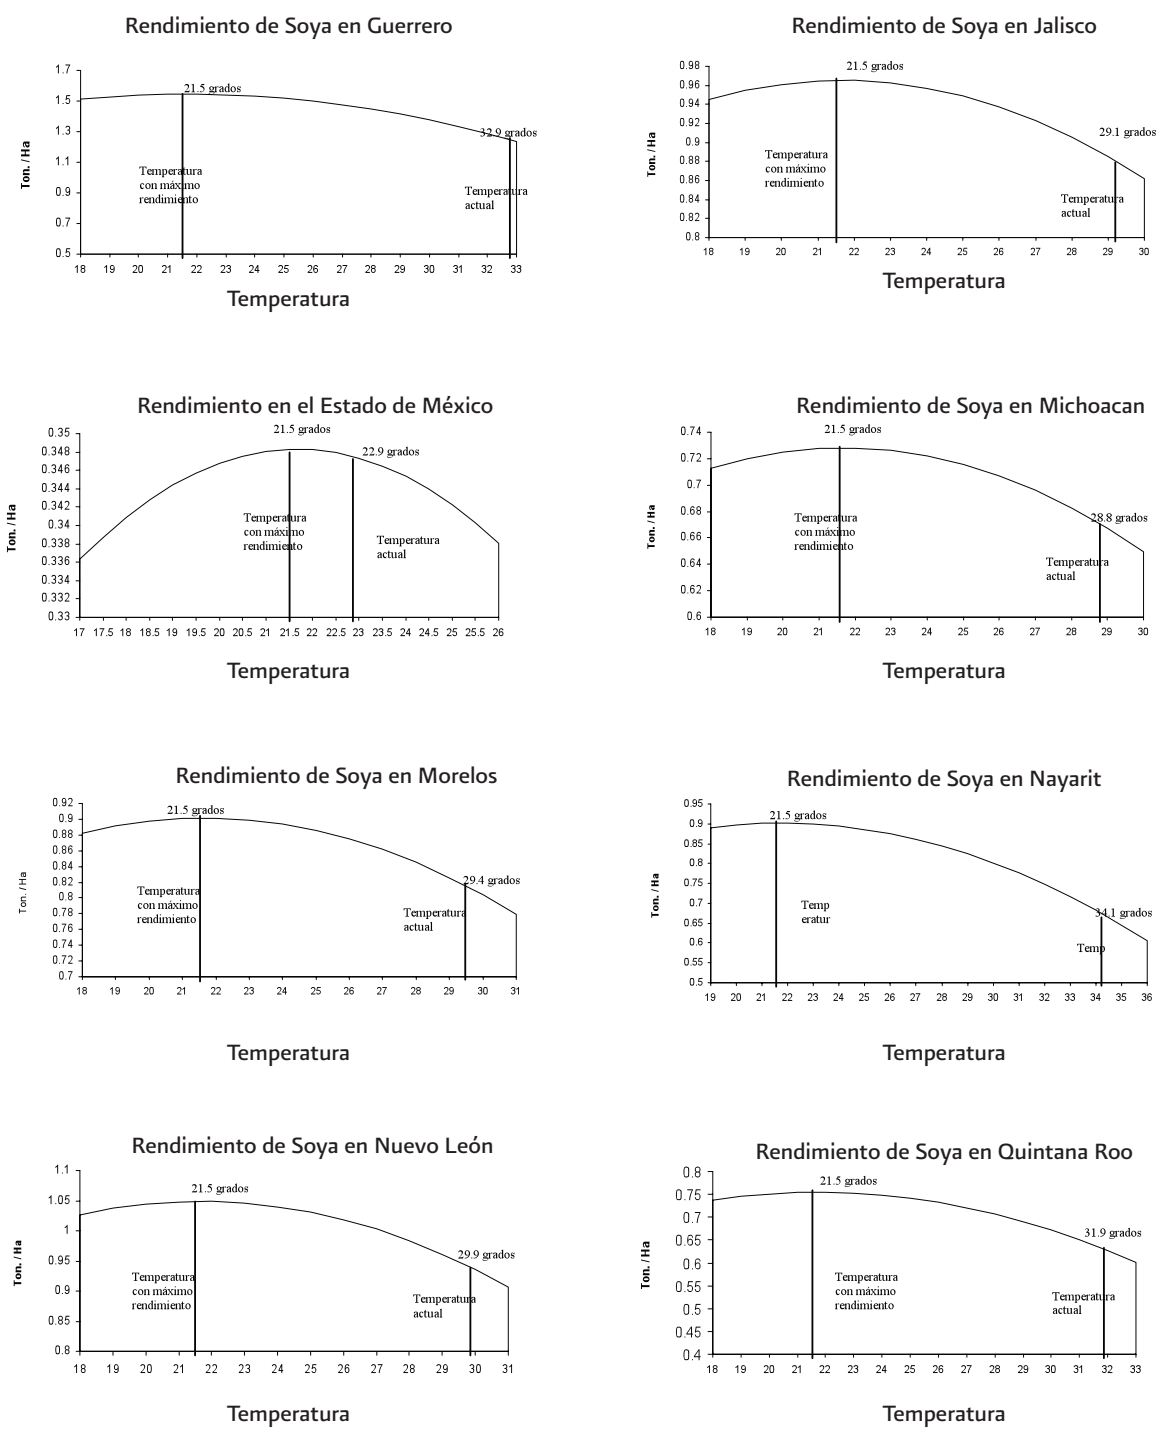 Rendimiento de Soya en Guerrero
1.7
1.5
1.3
1.1
0.9
0.7
0.5
Ton. / Ha
21.5 grados
32.9 grados
Temperatura
con máximo
rendimiento
Temperatura
actual
18 19 20 21 22 23 24 25 26 27 28 29 30 31 32 33
Temperatura
Rendimiento de Soya en Jalisco
0.98
0.96
0.94
0.92
0.9
0.88
0.86
0.84
0.82
0.8
Ton. / Ha
21.5 grados
29.1 grados
Temperatura
con máximo
rendimiento
Temperatura
actual
18 19 20 21 22 23 24 25 26 27 28 29 30
Temperatura
Rendimiento en el Estado de México
0.35
0.348
0.346
0.344
0.342
0.34
0.338
0.336
0.334
0.332
0.33
Ton. / Ha
21.5 grados
22.9 grados
Temperatura
con máximo
rendimiento
Temperatura
actual
17 17.5 18 18.5 19 19.5 20 20.5 21 21.5 22 22.5 23 23.5 24 24.5 25 25.5 26
Temperatura
Rendimiento de Soya en Michoacan
0.74
0.72
0.7
0.68
0.66
0.64
0.62
0.6
Ton. / Ha
21.5 grados
28.8 grados
Temperatura
con máximo
rendimiento
Temperatura
actual
18 19 20 21 22 23 24 25 26 27 28 29 30
Temperatura
Rendimiento de Soya en Morelos
0.92
0.9
0.88
0.86
0.84
0.82
0.8
0.78
0.76
0.74
0.72
0.7
Ton. / Ha
21.5 grados
29.4 grados
Temperatura
con máximo
rendimiento
Temperatura
actual
18 19 20 21 22 23 24 25 26 27 28 29 30 31
Temperatura
Rendimiento de Soya en Nayarit
0.95
0.9
0.85
0.8
0.75
0.7
0.65
0.6
0.55
0.5
Ton. / Ha
21.5 grados
34.1 grados
Temp
eratur
Temp
19 20 21 22 23 24 25 26 27 28 29 30 31 32 33 34 35 36
Temperatura
Rendimiento de Soya en Nuevo León
1.1
1.05
1
0.95
0.9
0.85
0.8
Ton. / Ha
21.5 grados
29.9 grados
Temperatura
con máximo
rendimiento
Temperatura
actual
18 19 20 21 22 23 24 25 26 27 28 29 30 31
Temperatura
Rendimiento de Soya en Quintana Roo
0.8
0.75
0.7
0.65
0.6
0.55
0.5
0.45
0.4
Ton. / Ha
21.5 grados
31.9 grados
Temperatura
con máximo
rendimiento
Temperatura
actual
18 19 20 21 22 23 24 25 26 27 28 29 30 31 32 33
Temperatura